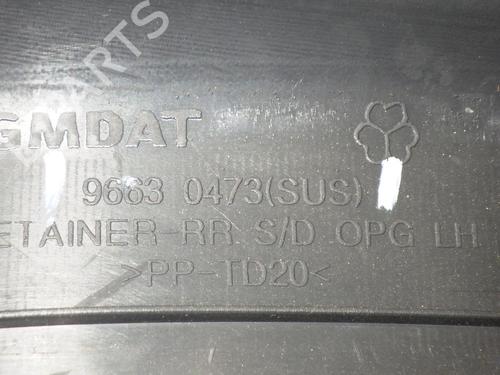 GMDAT
9663 0473(SUS)
ETAINER-RR S/D OPG LH
>PP-TD20<